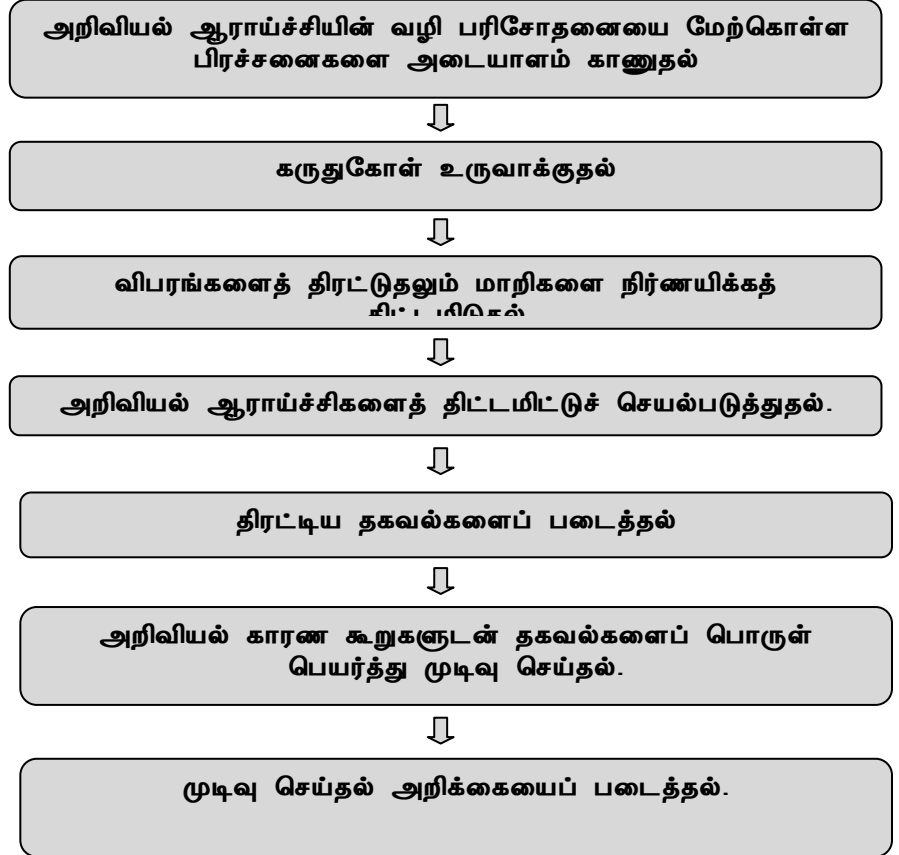 அறிவியல் ஆராய்ச்சியின் வழி பரிசோதனையை மேற்கொள்ள
பிரச்சனைகளை அடையாளம் காணுதல்
கருதுகோள் உருவாக்குதல்
விபரங்களைத் திரட்டுதலும் மாறிகளை நிர்ணயிக்கத்
திட்டமிடுதல்
அறிவியல் ஆராய்ச்சிகளைத் திட்டமிட்டுச் செயல்படுத்துதல்.
திரட்டிய தகவல்களைப் படைத்தல்
அறிவியல் காரண கூறுகளுடன் தகவல்களைப் பொருள்
பெயர்த்து முடிவு செய்தல்.
முடிவு செய்தல் அறிக்கையைப் படைத்தல்.